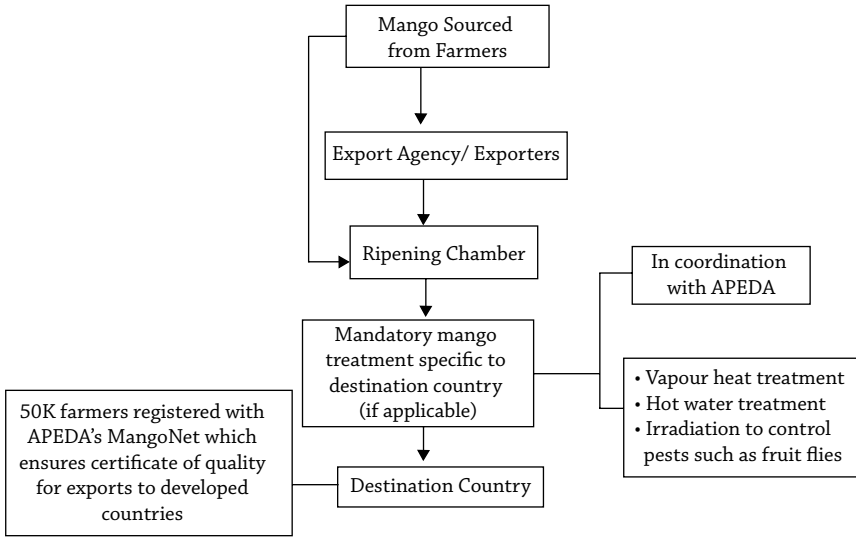 Mango Sourced
from Farmers
Export Agency/ Exporters
Ripening Chamber
In coordination
with APEDA
Mandatory mango
treatment specific to
destination country
(if applicable)
• Vapour heat treatment
• Hot water treatment
• Irradiation to control
pests such as fruit flies
50K farmers registered with
APEDA's MangoNet which
ensures certificate of quality
for exports to developed
countries
Destination Country